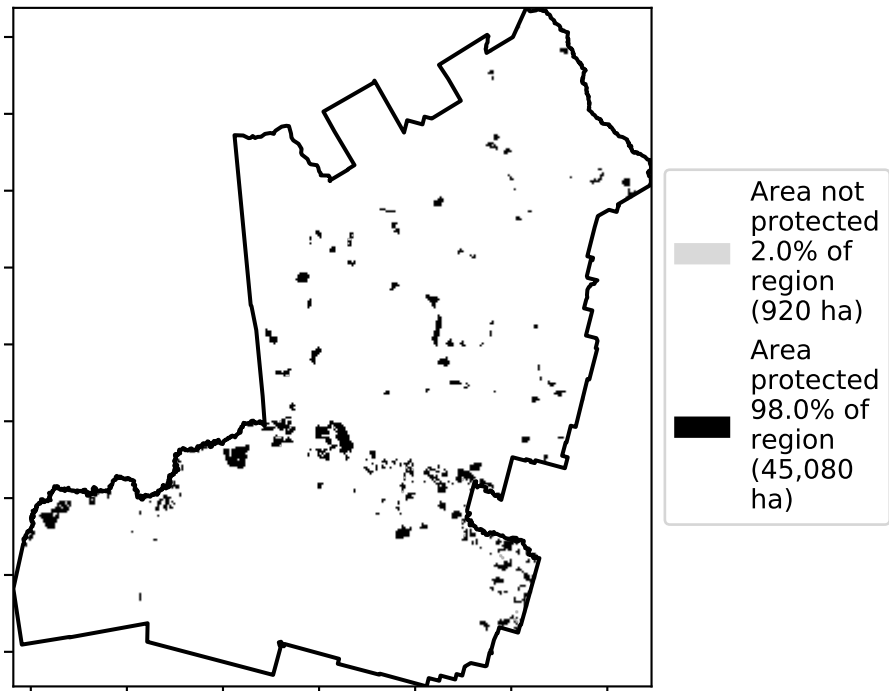 Area not
protected
2.0% of
region
(920 ha)
Area
protected
98.0% of
region
(45,080
ha)